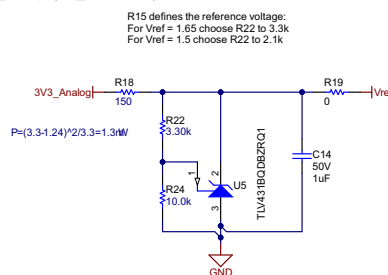 R15 defines the reference voltage:
For Vref = 1.65 choose R22 to 3.3k
For Vref = 1.5 choose R22 to 2.1k
R18
R19
3V3_Analog
Vref
150
0
R22
3.30k
P=(3.3-1.24)^2/3.3=1.3mW
1
2
U5
3
TLV431BQDBZRQ1
C14
50V
1uF
R24
10.0k
GND